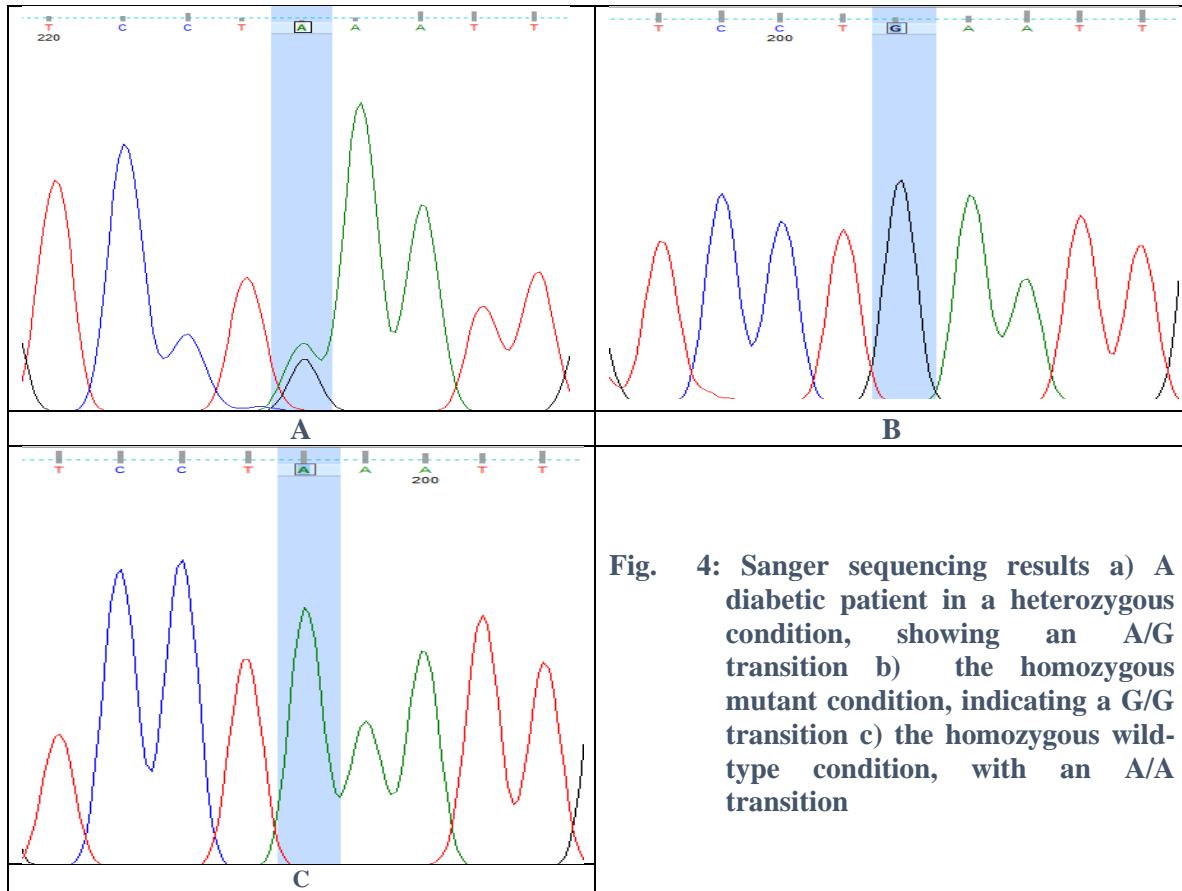 T C C T A A A T T
220
A
T C C T G A A T T
200
B
T C C T A A A T T
200
C
Fig. 4: Sanger sequencing results a) A
diabetic patient in a heterozygous
condition, showing an A/G
transition b) the homozygous
mutant condition, indicating a G/G
transition c) the homozygous wild-
type condition, with an A/A
transition